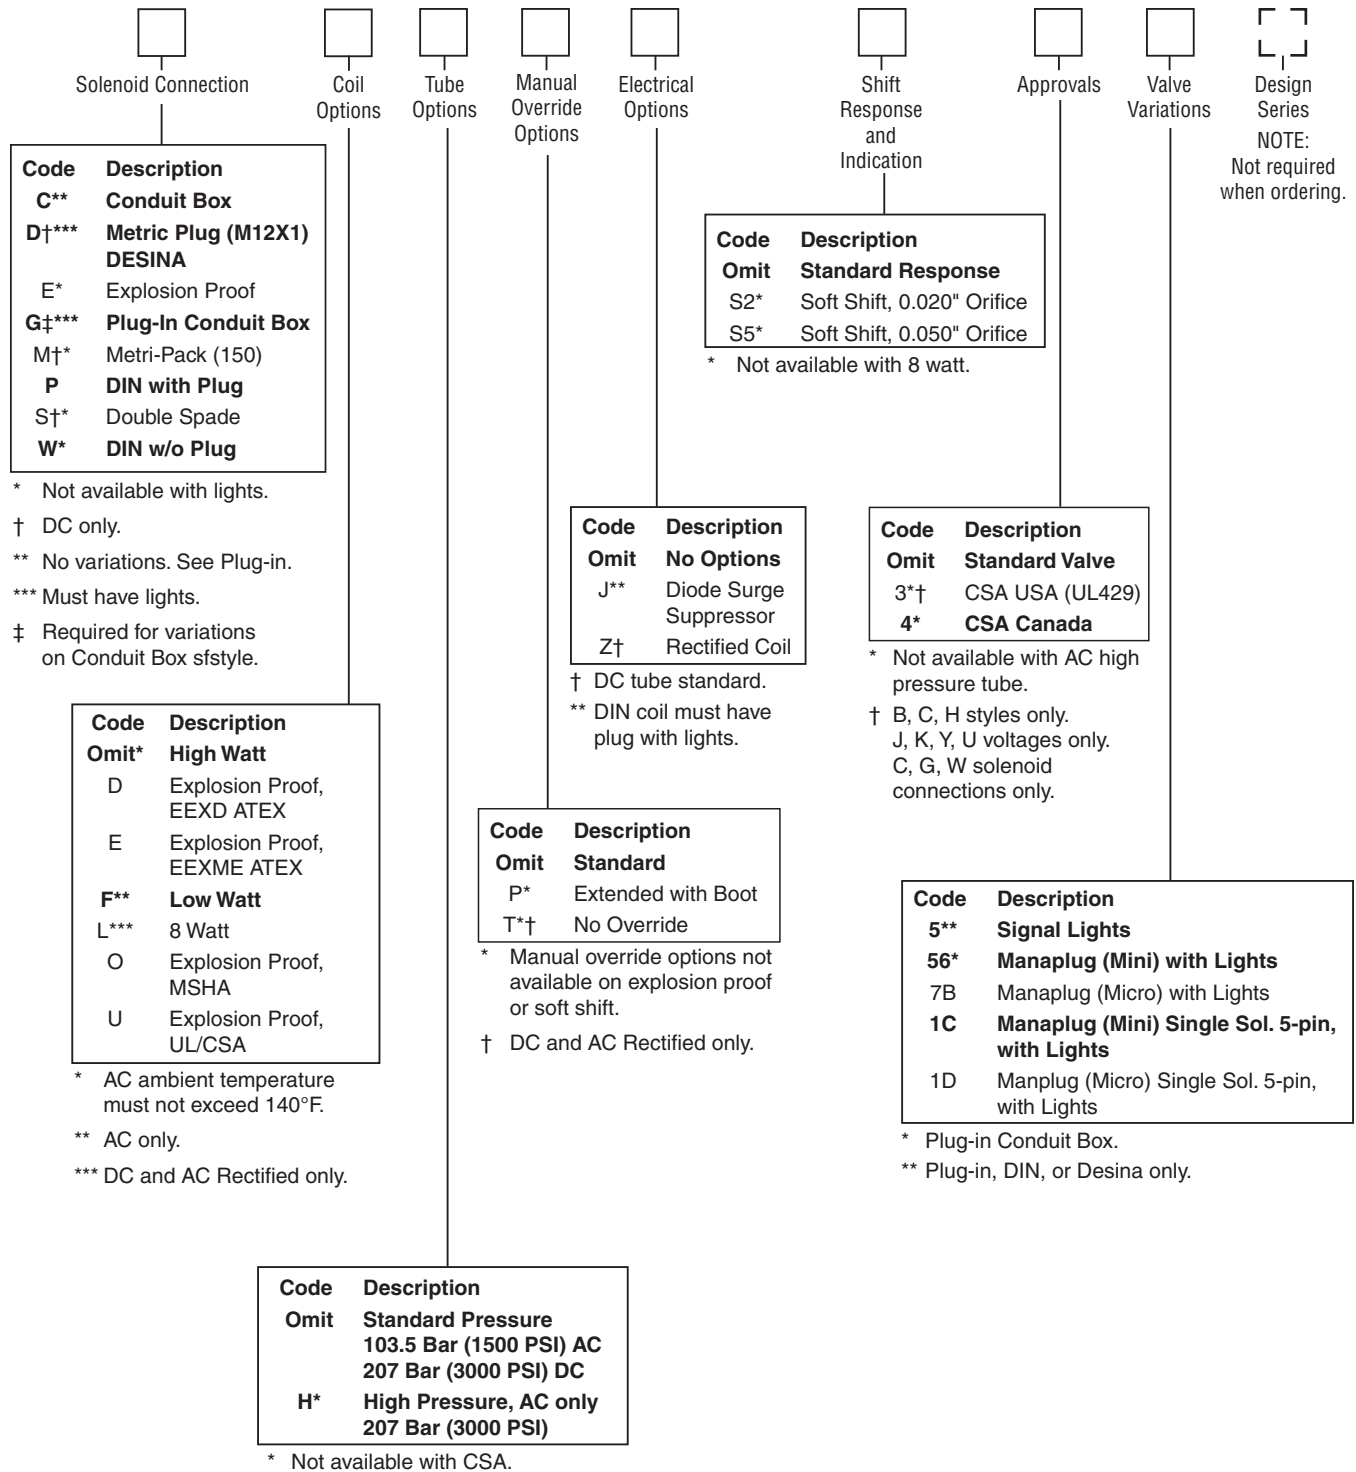 Solenoid Connection
Coil
Options
Tube
Options
Manual
Override
Options
Electrical
Options
Shift
Response
and
Indication
Approvals
Valve
Variations
Design
Series
NOTE:
Not required
when ordering.
Code Description
C** Conduit Box
D†*** Metric Plug (M12X1)
DESINA
E* Explosion Proof
G‡*** Plug-In Conduit Box
M†* Metri-Pack (150)
P DIN with Plug
S†* Double Spade
W* DIN w/o Plug
* Not available with lights.
† DC only.
** No variations. See Plug-in.
*** Must have lights.
‡ Required for variations
on Conduit Box sfstyle.
Code Description
Omit Standard Response
S2* Soft Shift, 0.020" Orifice
S5* Soft Shift, 0.050" Orifice
* Not available with 8 watt.
Code Description
Omit No Options
J** Diode Surge
Suppressor
Z† Rectified Coil
† DC tube standard.
** DIN coil must have
plug with lights.
Code Description
Omit Standard Valve
3*† CSA USA (UL429)
4* CSA Canada
* Not available with AC high
pressure tube.
† B, C, H styles only.
J, K, Y, U voltages only.
C, G, W solenoid
connections only.
Code Description
Omit* High Watt
D Explosion Proof,
EEXD ATEX
E Explosion Proof,
EEXME ATEX
F** Low Watt
L*** 8 Watt
O Explosion Proof,
MSHA
U Explosion Proof,
UL/CSA
* AC ambient temperature
must not exceed 140°F.
** AC only.
*** DC and AC Rectified only.
Code Description
Omit Standard
P* Extended with Boot
T*† No Override
* Manual override options not
available on explosion proof
or soft shift.
† DC and AC Rectified only.
Code Description
5** Signal Lights
56* Manaplug (Mini) with Lights
7B Manaplug (Micro) with Lights
1C Manaplug (Mini) Single Sol. 5-pin,
with Lights
1D Manplug (Micro) Single Sol. 5-pin,
with Lights
* Plug-in Conduit Box.
** Plug-in, DIN, or Desina only.
Code Description
Omit Standard Pressure
103.5 Bar (1500 PSI) AC
207 Bar (3000 PSI) DC
H* High Pressure, AC only
207 Bar (3000 PSI)
* Not available with CSA.